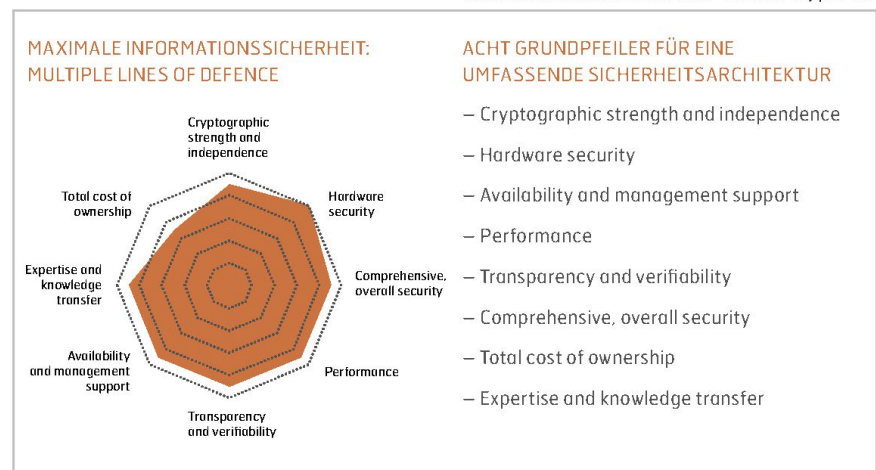 MAXIMALE INFORMATIONSSICHERHEIT:
MULTIPLE LINES OF DEFENCE
Cryptographic
strength and
independence
Total cost of
ownership
Hardware
security
Expertise and
knowledge
transfer
Comprehensive,
overall security
Availability
and management
support
Performance
Transparency
and verifiability
ACHT GRUNDPFEILER FÜR EINE
UMFASSENDE SICHERHEITSARCHITEKTUR
– Cryptographic strength and independence
– Hardware security
– Availability and management support
– Performance
– Transparency and verifiability
– Comprehensive, overall security
– Total cost of ownership
– Expertise and knowledge transfer